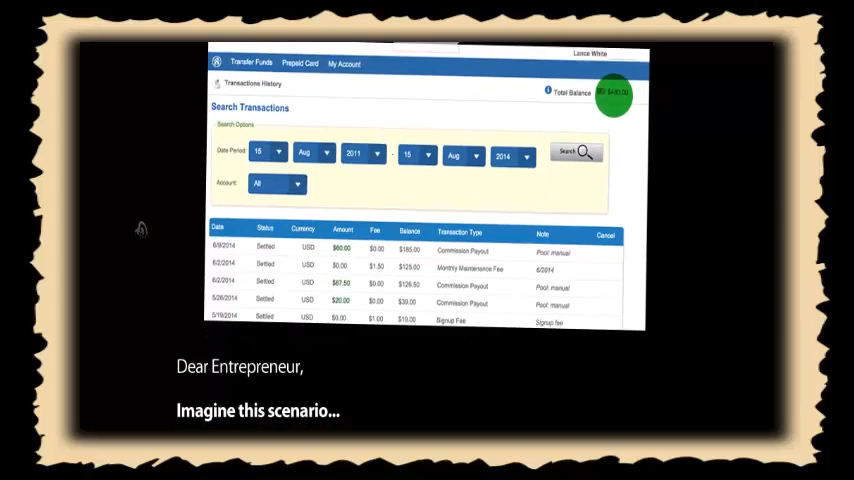 Lance White
Transfer Funds Prepaid Card My Account
Transactions History
Total Balance $480.00
Search Transactions
Search Options
Date Period: 15 Aug 2011 - 15 Aug 2014 Search
Account: All
Date Status Currency Amount Fee Balance Transaction Type Note Cancel
6/9/2014 Settled USD $60.00 $0.00 $185.00 Commission Payout Pool: manual
6/2/2014 Settled USD $0.00 $1.50 $125.00 Monthly Maintenance Fee 6/2014
6/2/2014 Settled USD $87.50 $0.00 $126.50 Commission Payout Pool: manual
5/26/2014 Settled USD $20.00 $0.00 $39.00 Commission Payout Pool: manual
5/19/2014 Settled USD $0.00 $1.00 $19.00 Signup Fee Signup fee
Dear Entrepreneur,
Imagine this scenario...